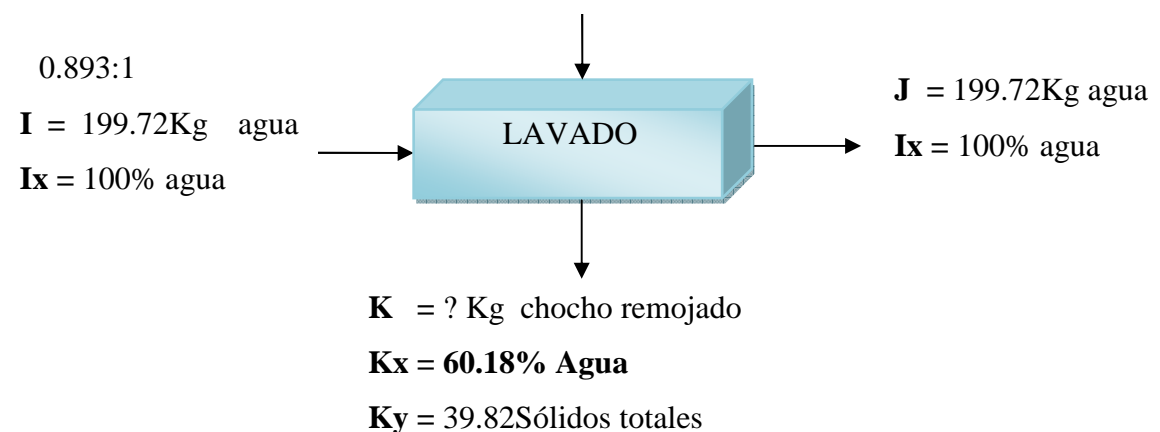 0.893:1
I = 199.72Kg agua
Ix = 100% agua
LAVADO
J = 199.72Kg agua
Ix = 100% agua
K = ? Kg chocho remojado
Kx = 60.18% Agua
Ky = 39.82Sólidos totales